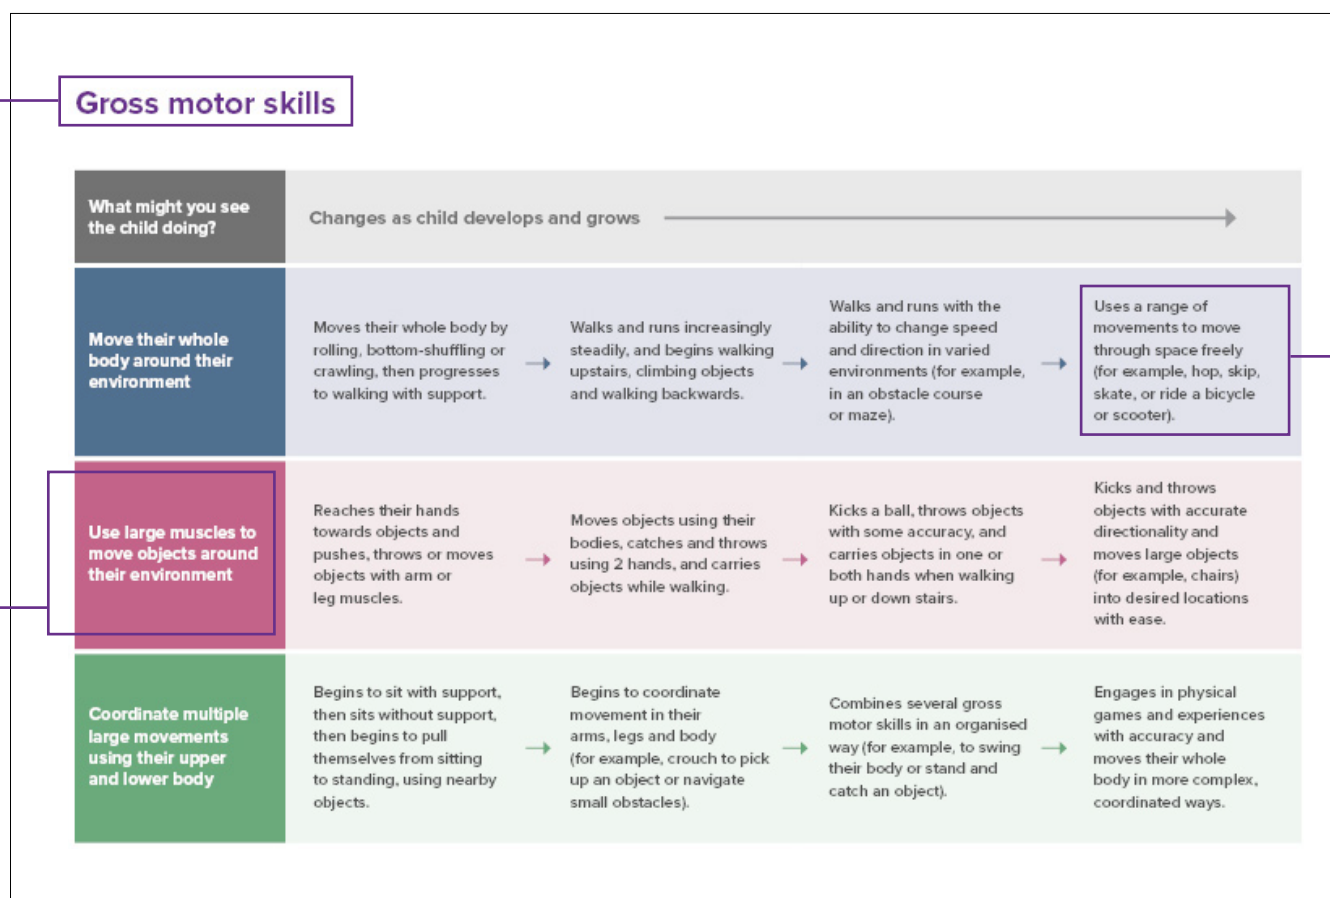 Gross motor skills
What might you see
the child doing?
Changes as child develops and grows
Move their whole
body around their
environment
Moves their whole body by
rolling, bottom-shuffling or
crawling, then progresses
to walking with support.
Walks and runs increasingly
steadily, and begins walking
upstairs, climbing objects
and walking backwards.
Walks and runs with the
ability to change speed
and direction in varied
environments (for example,
in an obstacle course
or maze).
Uses a range of
movements to move
through space freely
(for example, hop, skip,
skate, or ride a bicycle
or scooter).
Use large muscles to
move objects around
their environment
Reaches their hands
towards objects and
pushes, throws or moves
objects with arm or
leg muscles.
Moves objects using their
bodies, catches and throws
using 2 hands, and carries
objects while walking.
Kicks a ball, throws objects
with some accuracy, and
carries objects in one or
both hands when walking
up or down stairs.
Kicks and throws
objects with accurate
directionality and
moves large objects
(for example, chairs)
into desired locations
with ease.
Coordinate multiple
large movements
using their upper
and lower body
Begins to sit with support,
then sits without support,
then begins to pull
themselves from sitting
to standing, using nearby
objects.
Begins to coordinate
movement in their
arms, legs and body
(for example, crouch to pick
up an object or navigate
small obstacles).
Combines several gross
motor skills in an organised
way (for example, to swing
their body or stand and
catch an object).
Engages in physical
games and experiences
with accuracy and
moves their whole
body in more complex,
coordinated ways.